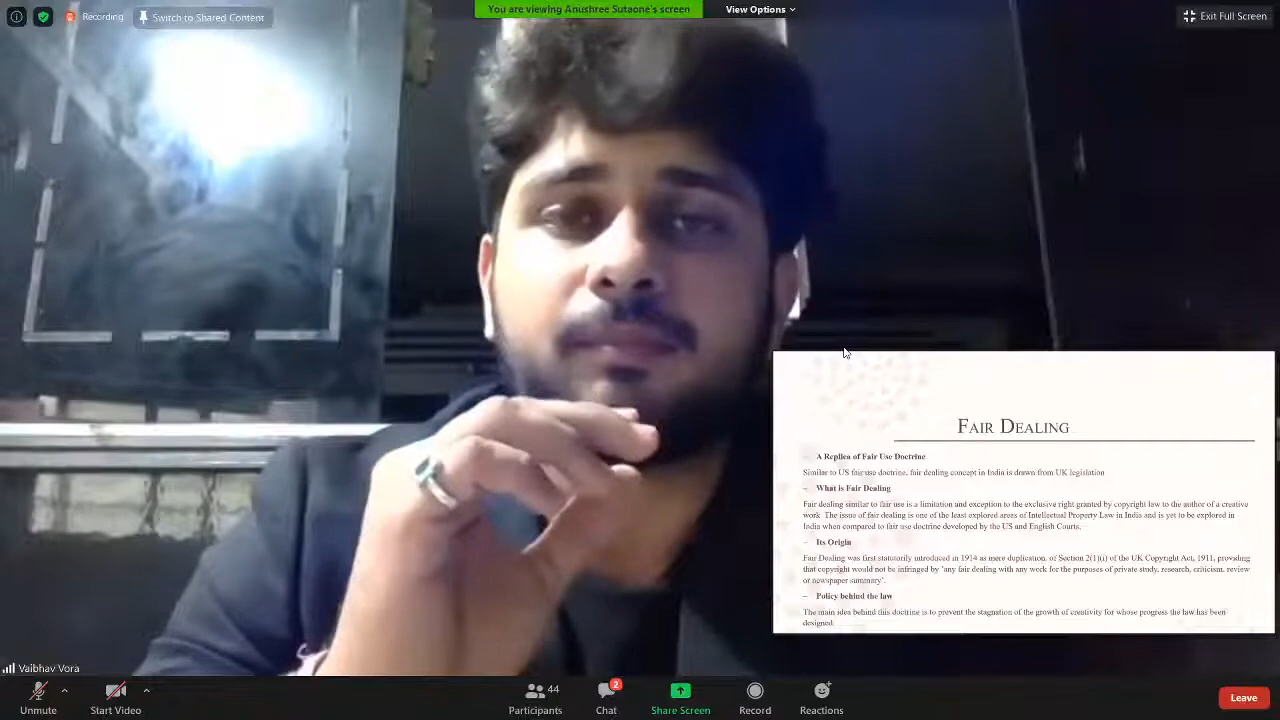 You are viewing Anushree Sutaone's screen
View Options
Recording
Switch to Shared Content
Exit Full Screen
FAIR DEALING
– A Replica of Fair Use Doctrine
Similar to US fair use doctrine, fair dealing concept in India is drawn from UK legislation
– What is Fair Dealing
Fair dealing similar to fair use is a limitation and exception to the exclusive right granted by copyright law to the author of a creative
work. The issue of fair dealing is one of the least explored areas of Intellectual Property Law in India and is yet to be explored in
India when compared to fair use doctrine developed by the US and English Courts.
– Its Origin
Fair Dealing was first statutorily introduced in 1914 as mere duplication. of Section 2(1)(i) of the UK Copyright Act, 1911, providing
that copyright would not be infringed by 'any fair dealing with any work for the purposes of private study, research, criticism, review
or newspaper summary'.
– Policy behind the law
The main idea behind this doctrine is to prevent the stagnation of the growth of creativity for whose progress the law has been
designed.
Vaibhav Vora
Unmute
Start Video
44
Participants
2
Chat
Share Screen
Record
Reactions
Leave